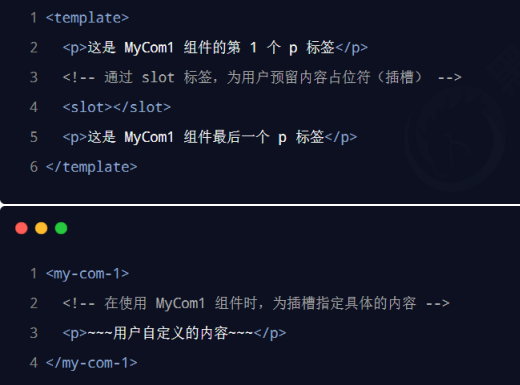 1 <template>
2 <p>这是 MyCom1 组件的第 1 个 p 标签</p>
3 <!-- 通过 slot 标签，为用户预留内容占位符（插槽） -->
4 <slot></slot>
5 <p>这是 MyCom1 组件最后一个 p 标签</p>
6 </template>
1 <my-com-1>
2 <!-- 在使用 MyCom1 组件时，为插槽指定具体的内容 -->
3 <p>~~~用户自定义的内容~~~</p>
4 </my-com-1>